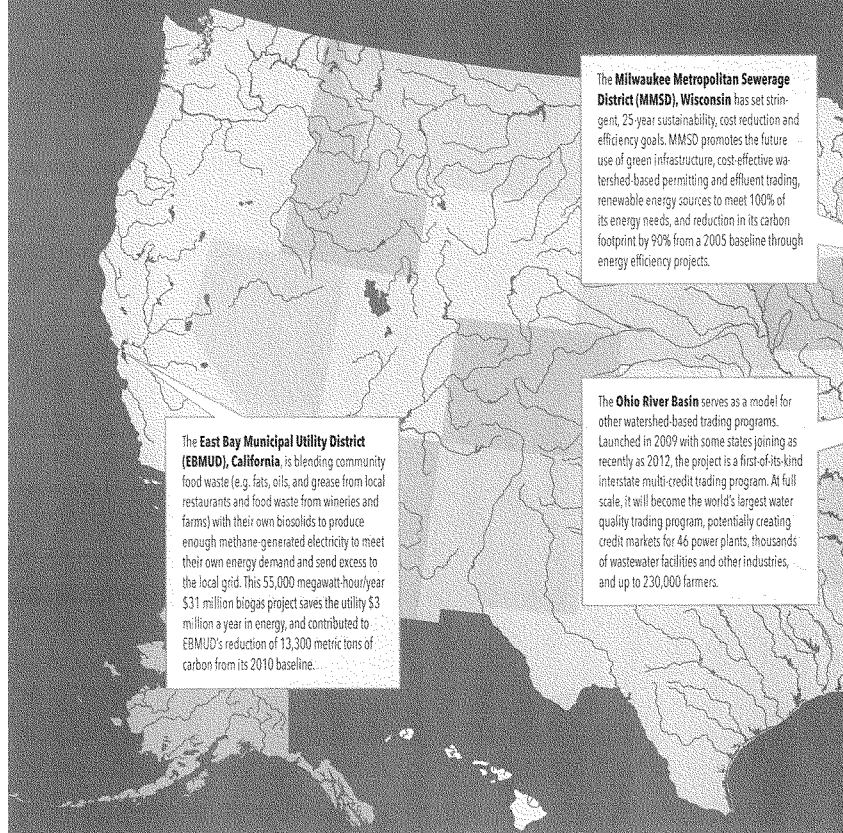 The Milwaukee Metropolitan Sewerage
District (MMSD), Wisconsin has set strin-
gent, 25-year sustainability, cost reduction and
efficiency goals. MMSD promotes the future
use of green infrastructure, cost-effective wa-
tershed-based permitting and effluent trading,
renewable energy sources to meet 100% of
its energy needs, and reduction in its carbon
footprint by 90% from a 2005 baseline through
energy efficiency projects.
The Ohio River Basin serves as a model for
other watershed-based trading programs.
Launched in 2009 with some states joining as
recently as 2012, the project is a first-of-its-kind
interstate multi-credit trading program. At full
scale, it will become the world's largest water
quality trading program, potentially creating
credit markets for 46 power plants, thousands
of wastewater facilities and other industries,
and up to 230,000 farmers.
The East Bay Municipal Utility District
(EBMUD), California, is blending community
food waste (e.g. fats, oils, and grease from local
restaurants and food waste from wineries and
farms) with their own biosolids to produce
enough methane-generated electricity to meet
their own energy demand and send excess to
the local grid. This 55,000 megawatt-hour/year
$31 million biogas project saves the utility $3
million a year in energy, and contributed to
EBMUD's reduction of 13,300 metric tons of
carbon from its 2010 baseline.